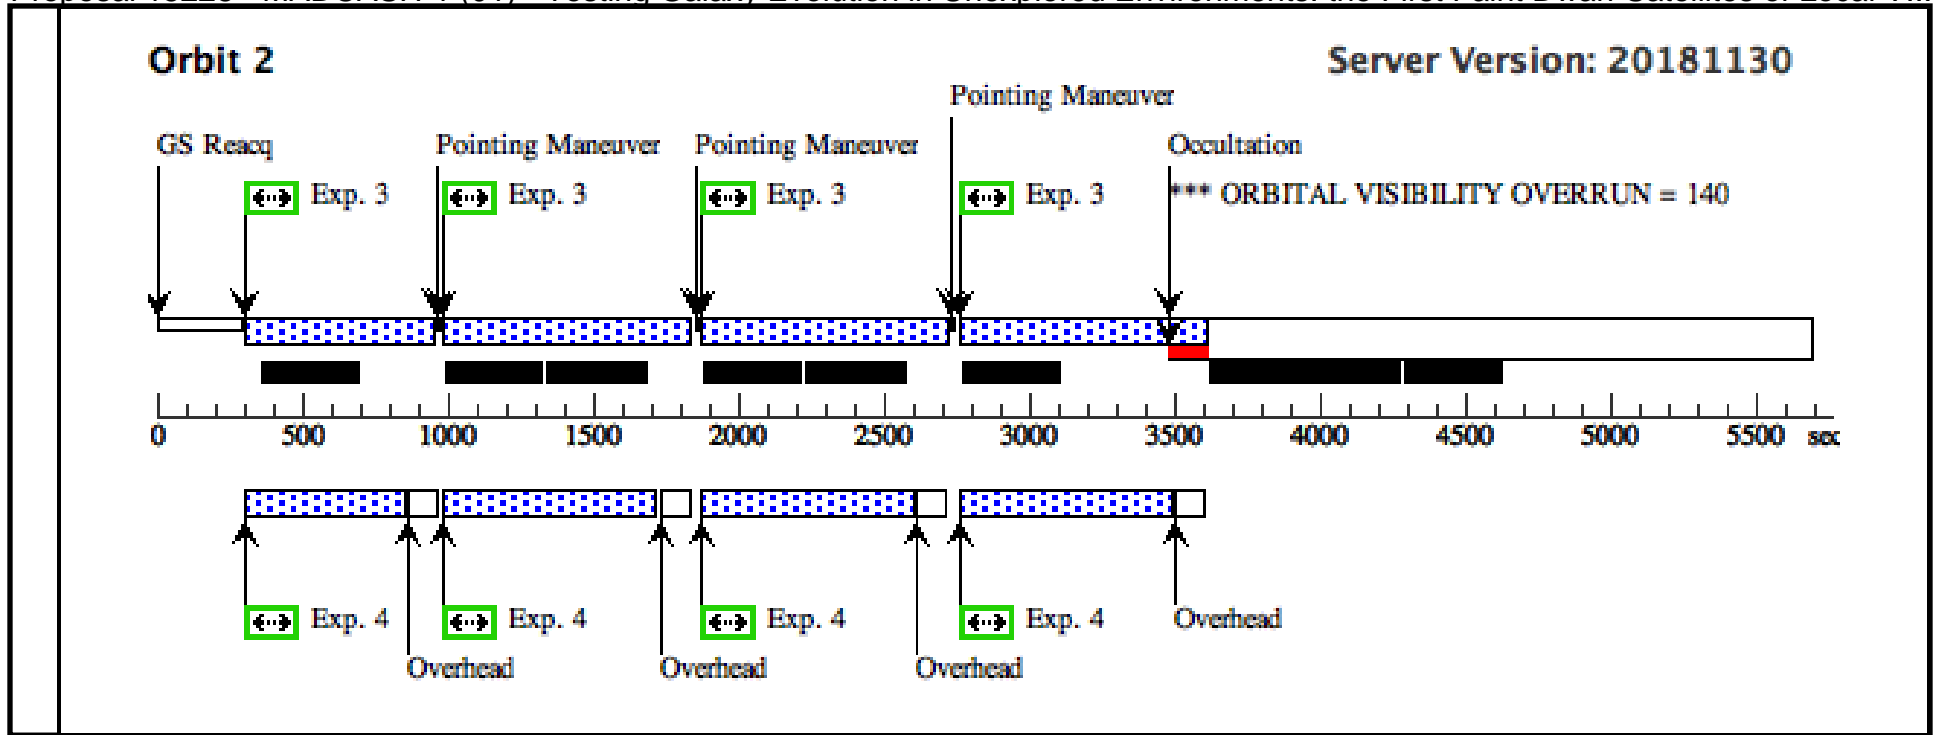 Orbit 2 Server Version: 20181130
Pointing Maneuver
GS Reacq Pointing Maneuver Pointing Maneuver Occultation
Exp. 3 Exp. 3 Exp. 3 Exp. 3 *** ORBITAL VISIBILITY OVERRUN = 140
0 500 1000 1500 2000 2500 3000 3500 4000 4500 5000 5500 sec
Exp. 4 Exp. 4 Exp. 4 Exp. 4 Overhead
Overhead Overhead Overhead